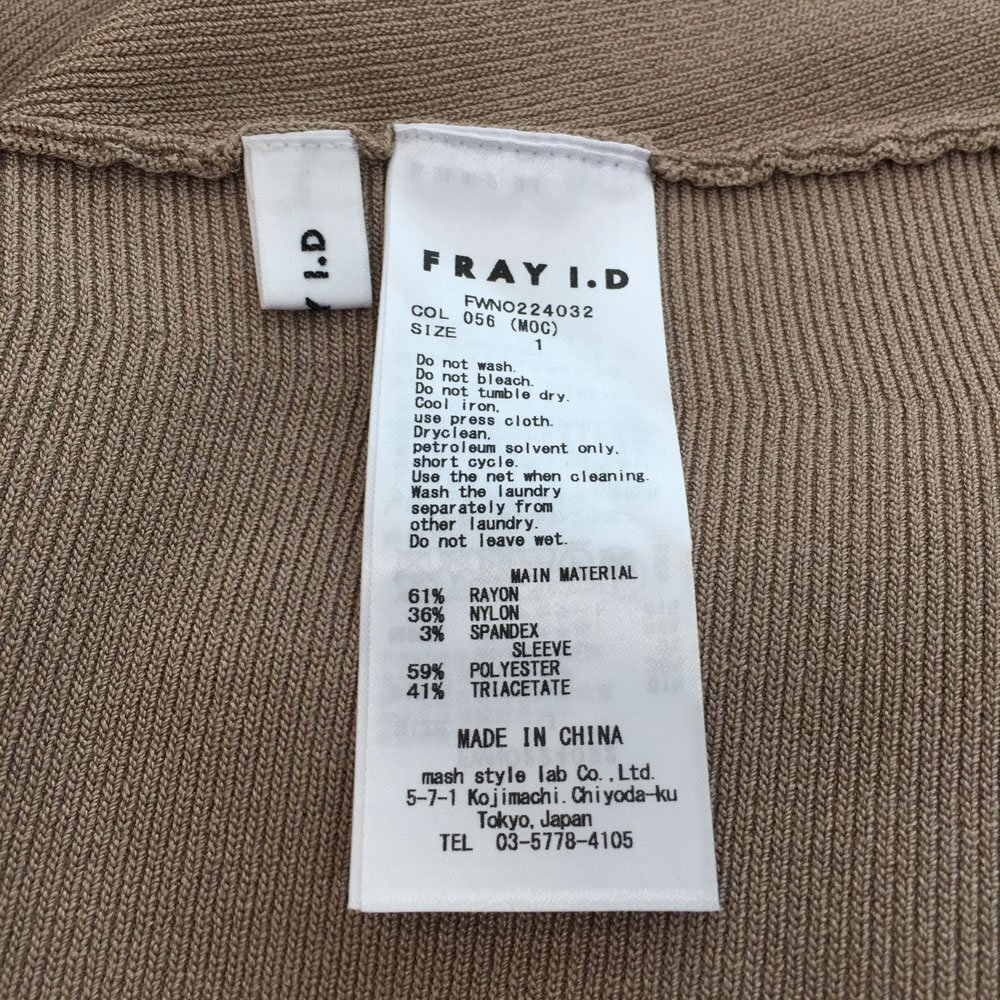 Y I.D
FRAY I.D
FWNO224032
COL 056 (MOC)
SIZE 1
Do not wash.
Do not bleach.
Do not tumble dry.
Cool iron,
use press cloth.
Dryclean,
petroleum solvent only,
short cycle.
Use the net when cleaning.
Wash the laundry
separately from
other laundry.
Do not leave wet.
MAIN MATERIAL
61% RAYON
36% NYLON
3% SPANDEX
SLEEVE
59% POLYESTER
41% TRIACETATE
MADE IN CHINA
mash style lab Co.,Ltd.
5-7-1 Kojimachi.Chiyoda-ku
Tokyo,Japan
TEL 03-5778-4105